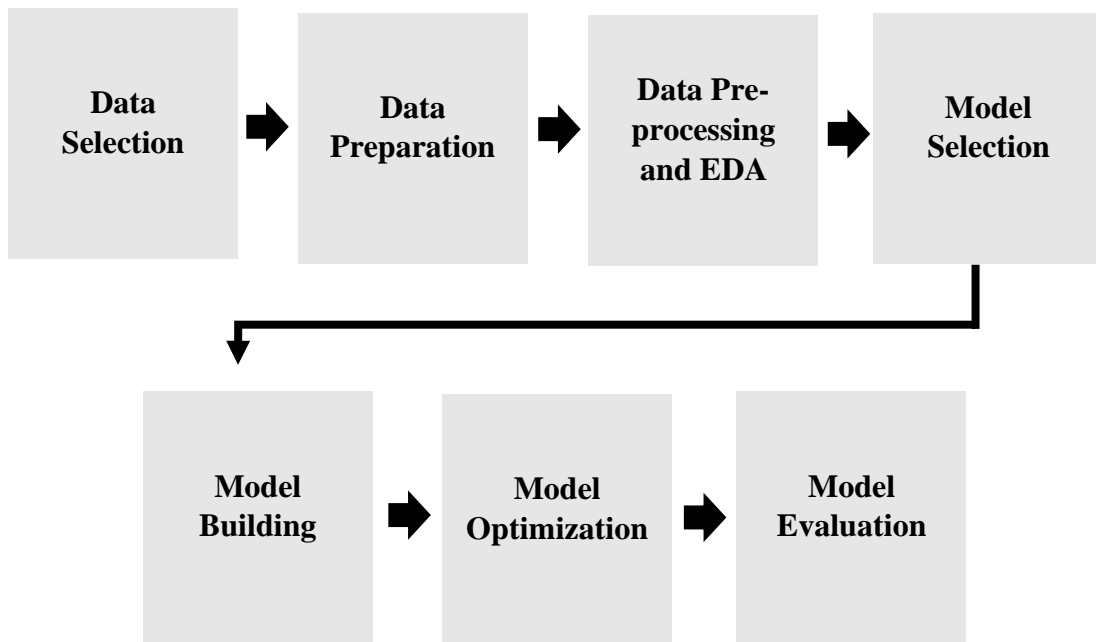 Data
Selection
Data
Preparation
Data Pre-
processing
and EDA
Model
Selection
Model
Building
Model
Optimization
Model
Evaluation